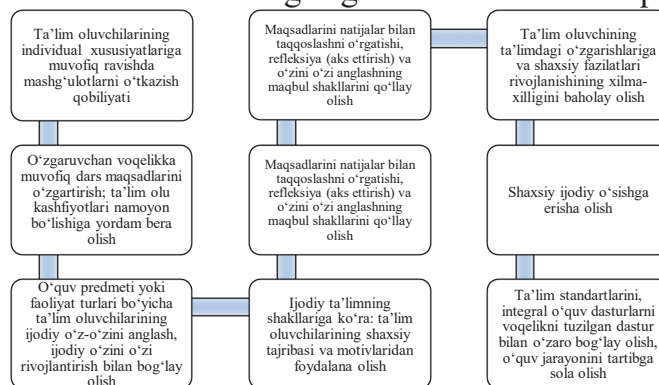 Ta’lim oluvchilarining
individual xususiyatlariga
muvofiq ravishda
mashg‘ulotlarni o‘tkazish
qobiliyati
O‘zgaruvchan voqelikka
muvofiq dars maqsadlarini
o‘zgartirish; ta’lim olu
kashfiyotlari namoyon
bo‘lishiga yordam bera
olish
O‘quv predmeti yoki
faoliyat turlari bo‘yicha
ta’lim oluvchilarining
ijodiy o‘z-o‘zini anglash,
ijodiy o‘zini o‘zi
rivojlantirish bilan bog‘lay
olish
Ijodiy ta’limning
shakllariga ko‘ra: ta’lim
oluvchilarining shaxsiy
tajribasi va motivlaridan
foydalana olish
Maqsadlarini natijalar bilan
taqqoslashni o‘rgatishi,
refleksiya (aks ettirish) va
o‘zini o‘zi anglashning
maqbul shakllarini qo‘llay
olish
Maqsadlarini natijalar bilan
taqqoslashni o‘rgatishi,
refleksiya (aks ettirish) va
o‘zini o‘zi anglashning
maqbul shakllarini qo‘llay
olish
Ta’lim oluvchining
ta’limdagi o‘zgarishlariga
va shaxsiy fazilatlari
rivojlanishining xilma-
xilligini baholay olish
Shaxsiy ijodiy o‘sishga
erisha olish
Ta’lim standartlarini,
integral o‘quv dasturlarni
voqelikni tuzilgan dastur
bilan o‘zaro bog‘lay olish,
o‘quv jarayonini tartibga
sola olish